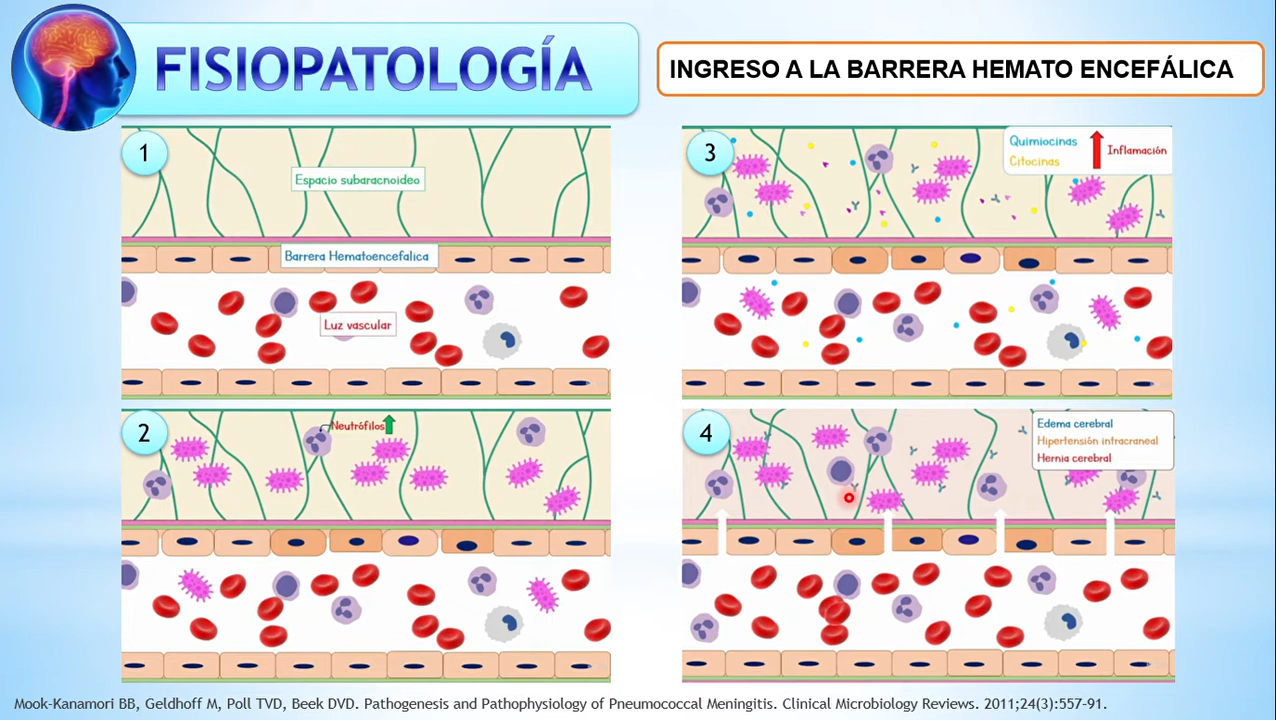 FISIOPATOLOGÍA
INGRESO A LA BARRERA HEMATO ENCEFÁLICA
1
Espacio subaracnoideo
Barrera Hematoencefalica
Luz vascular
2
Neutrófilos
3
Quimiocinas
Citocinas
Inflamación
4
Edema cerebral
Hipertensión intracraneal
Hernia cerebral
Mook-Kanamori BB, Geldhoff M, Poll TVD, Beek DVD. Pathogenesis and Pathophysiology of Pneumococcal Meningitis. Clinical Microbiology Reviews. 2011;24(3):557-91.